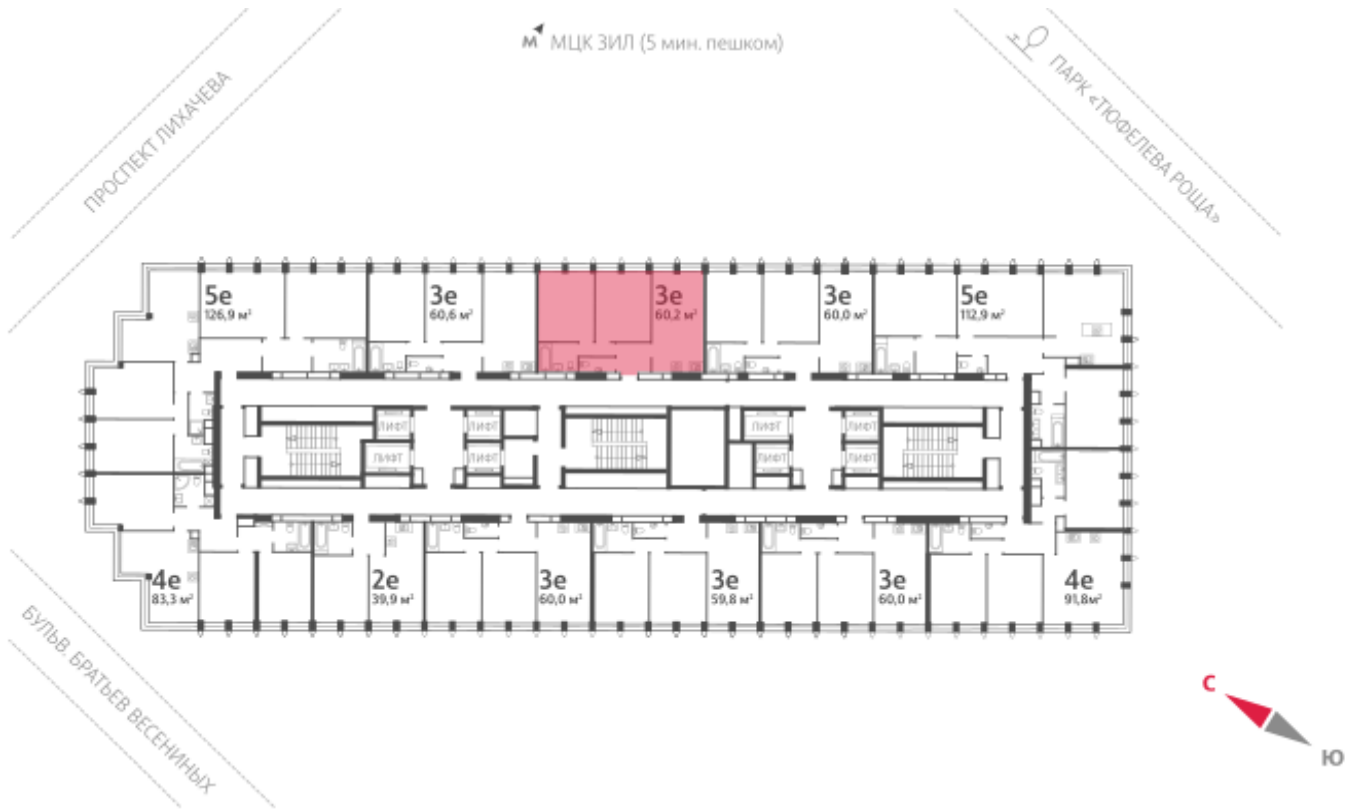 М МЦК ЗИЛ (5 мин. пешком)
ПРОСПЕКТ ЛИХАЧЕВА
ПАРК «ТЮФЕЛЕВА РОЩА»
5е
126,9 м²
3е
60,6 м²
3е
60,2 м²
3е
60,0 м²
5е
112,9 м²
ЛИФТ
ЛИФТ
ЛИФТ
ЛИФТ
ЛИФТ
ЛИФТ
ЛИФТ
ЛИФТ
4е
83,3 м²
2е
39,9 м²
3е
60,0 м²
3е
59,8 м²
3е
60,0 м²
4е
91,8м²
БУЛЬВ. БРАТЬЕВ ВЕСЕНИНЫХ
С
Ю